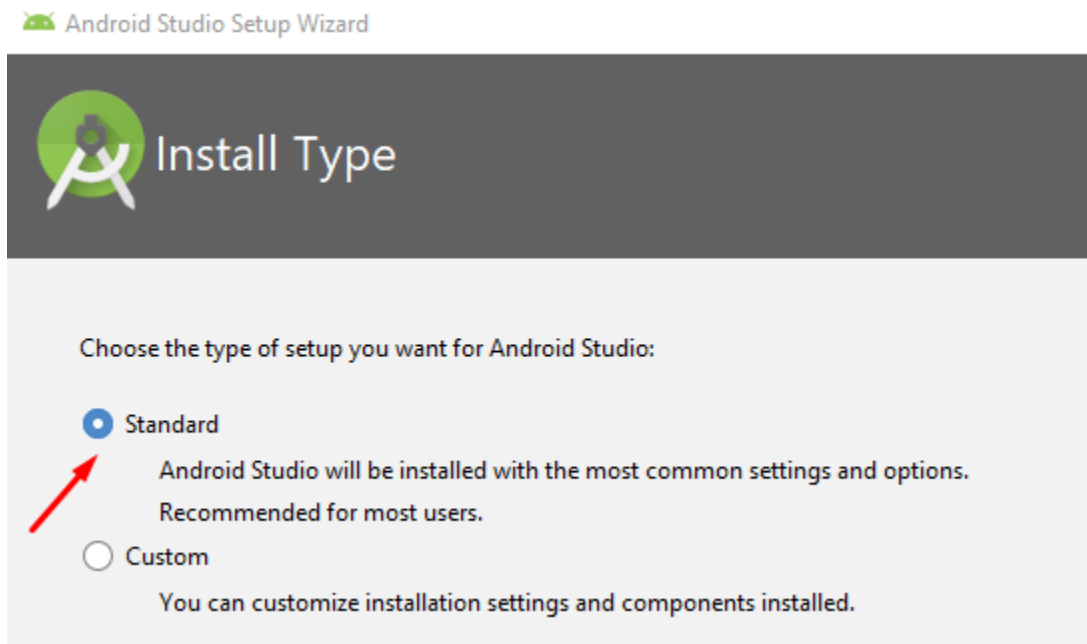 Android Studio Setup Wizard
Install Type
Choose the type of setup you want for Android Studio:
Standard
Android Studio will be installed with the most common settings and options.
Recommended for most users.
Custom
You can customize installation settings and components installed.